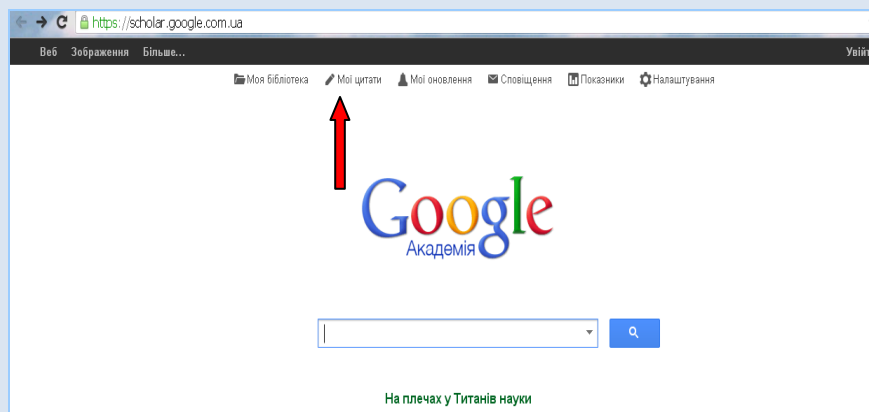 https://scholar.google.com.ua
Веб Зображення Більше... Увійт
Моя бібліотека Мої цитати Мої оновлення Сповіщення Показники Налаштування
Google
Академія
На плечах у Титанів науки